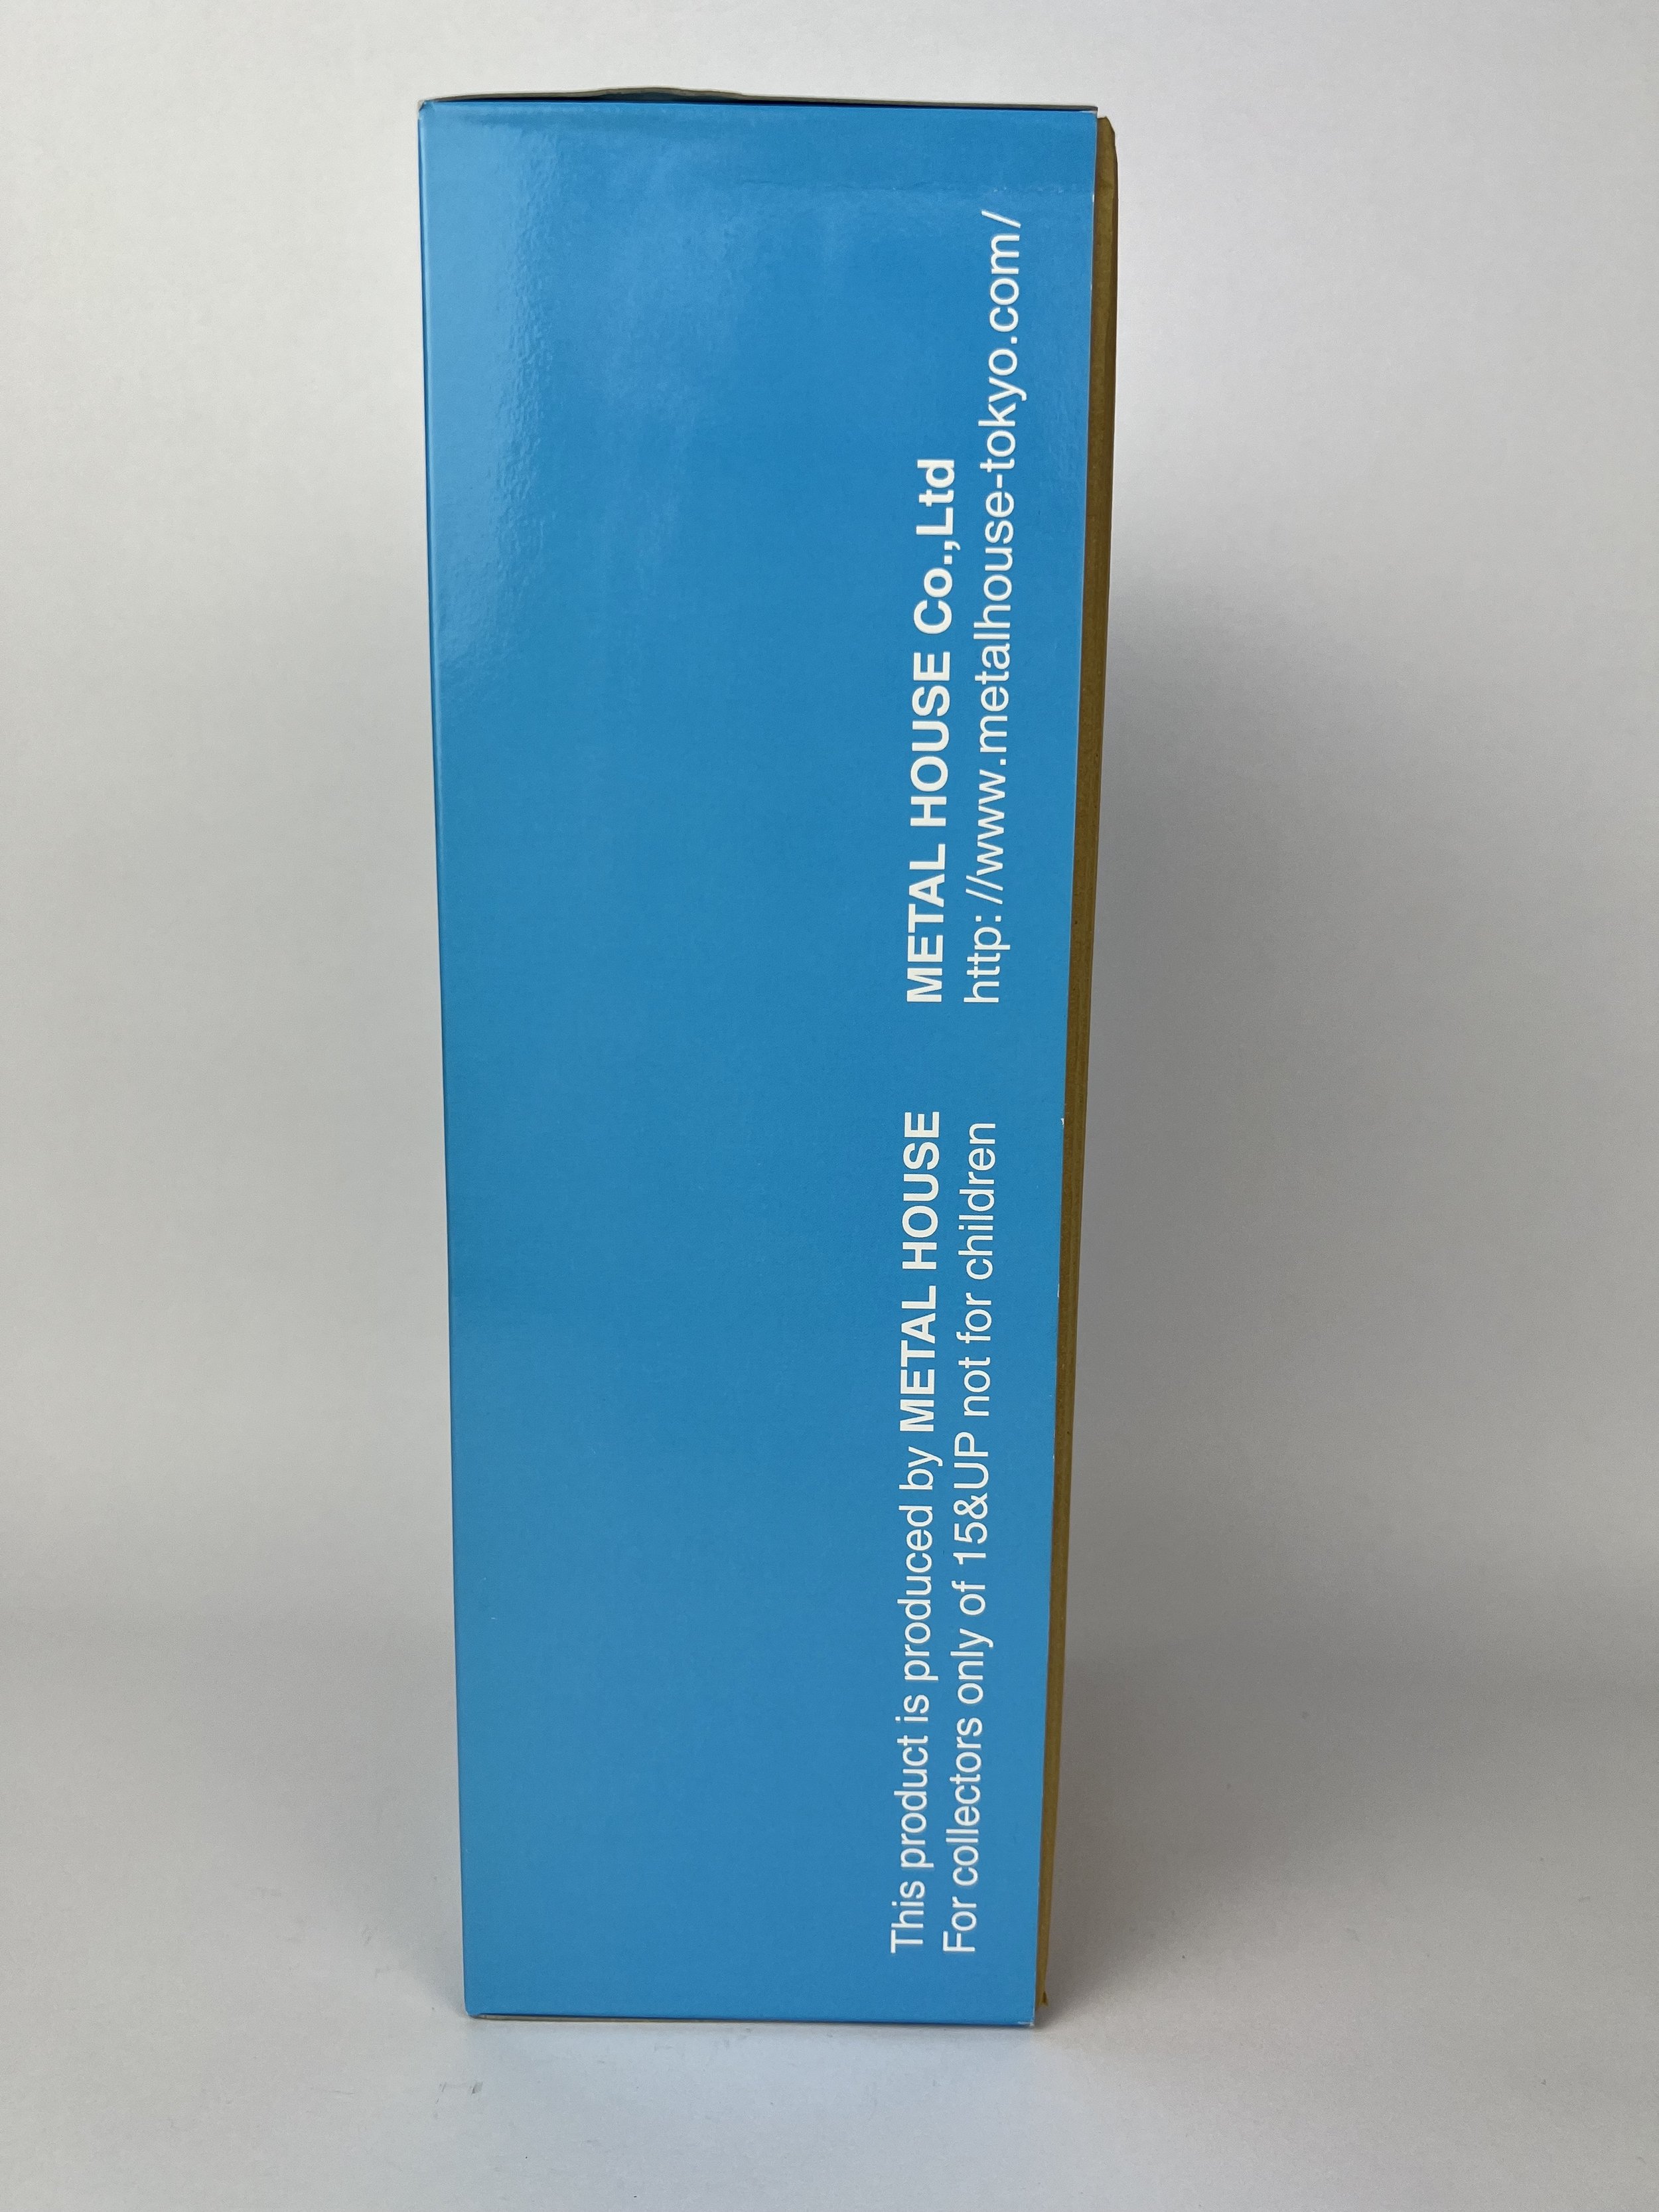 This product is produced by METAL HOUSE
For collectors only of 15&UP not for children
METAL HOUSE Co.,Ltd
http: //www.metalhouse-tokyo.com/